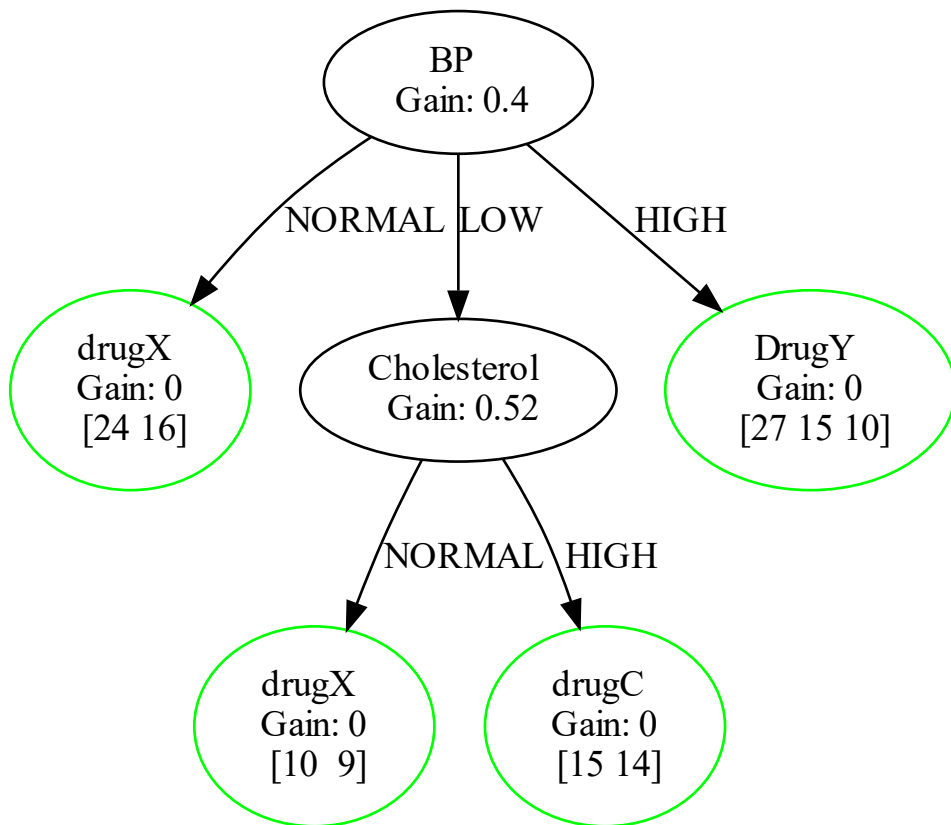 BP
Gain: 0.4
NORMAL
LOW
HIGH
drugX
Gain: 0
[24 16]
Cholesterol
Gain: 0.52
DrugY
Gain: 0
[27 15 10]
NORMAL
HIGH
drugX
Gain: 0
[10  9]
drugC
Gain: 0
[15 14]